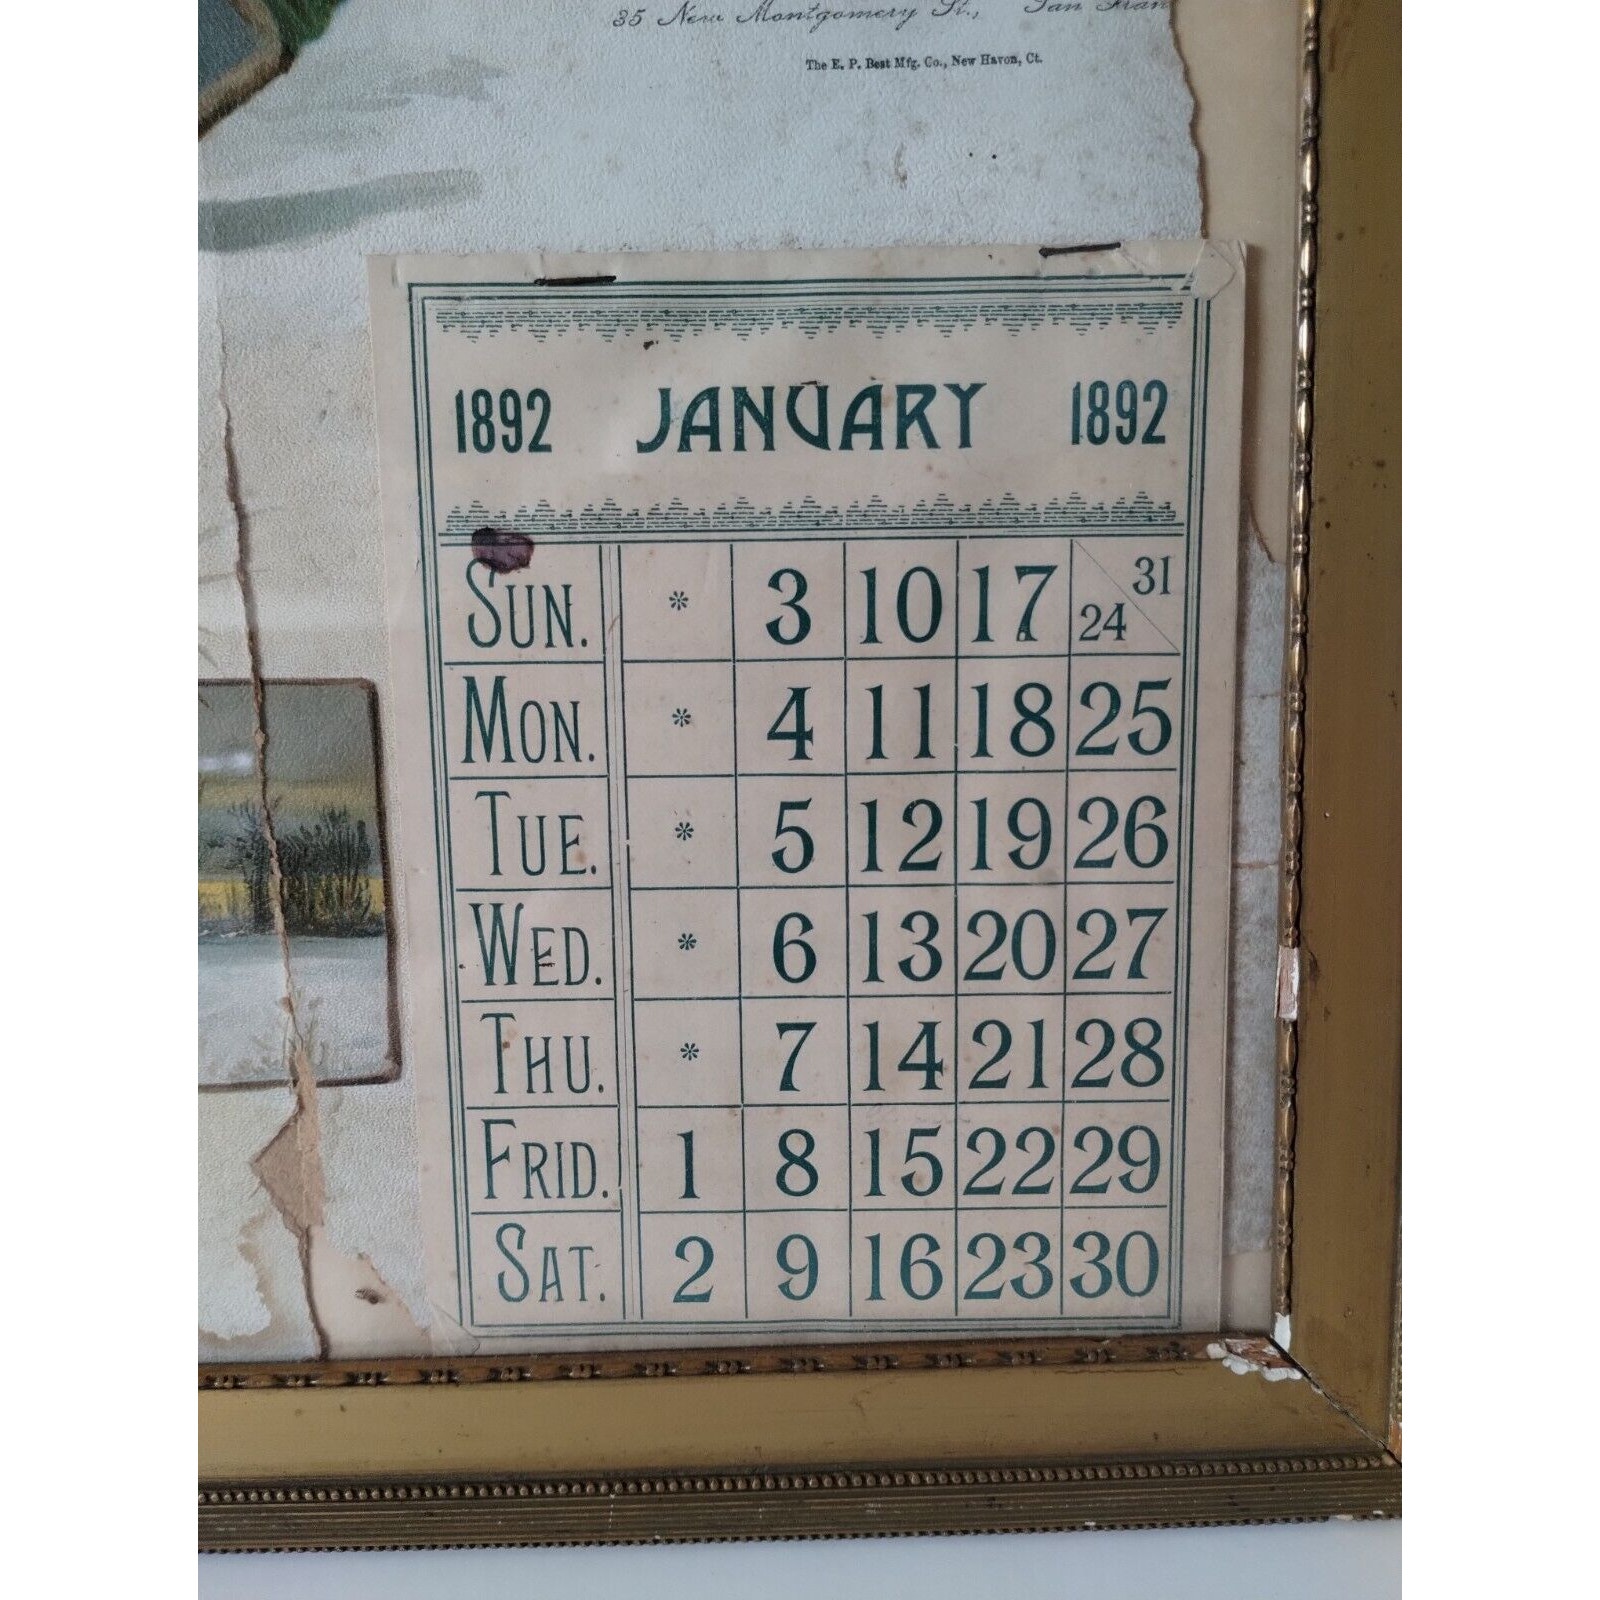 35 New Montgomery St., San Fran
The E. P. Best Mfg. Co., New Haven, Ct.
1892 JANUARY 1892
SUN. * 3 10 17 24 31
MON. * 4 11 18 25
TUE. * 5 12 19 26
WED. * 6 13 20 27
THU. * 7 14 21 28
FRID. 1 8 15 22 29
SAT. 2 9 16 23 30